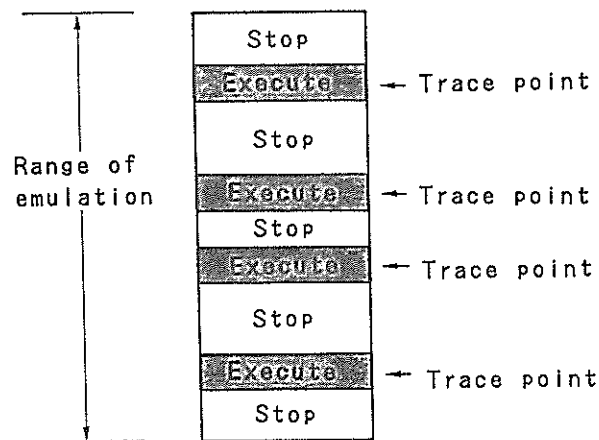 Stop
Execute
Trace point
Stop
Range of
emulation
Execute
Trace point
Stop
Execute
Trace point
Stop
Execute
Trace point
Stop